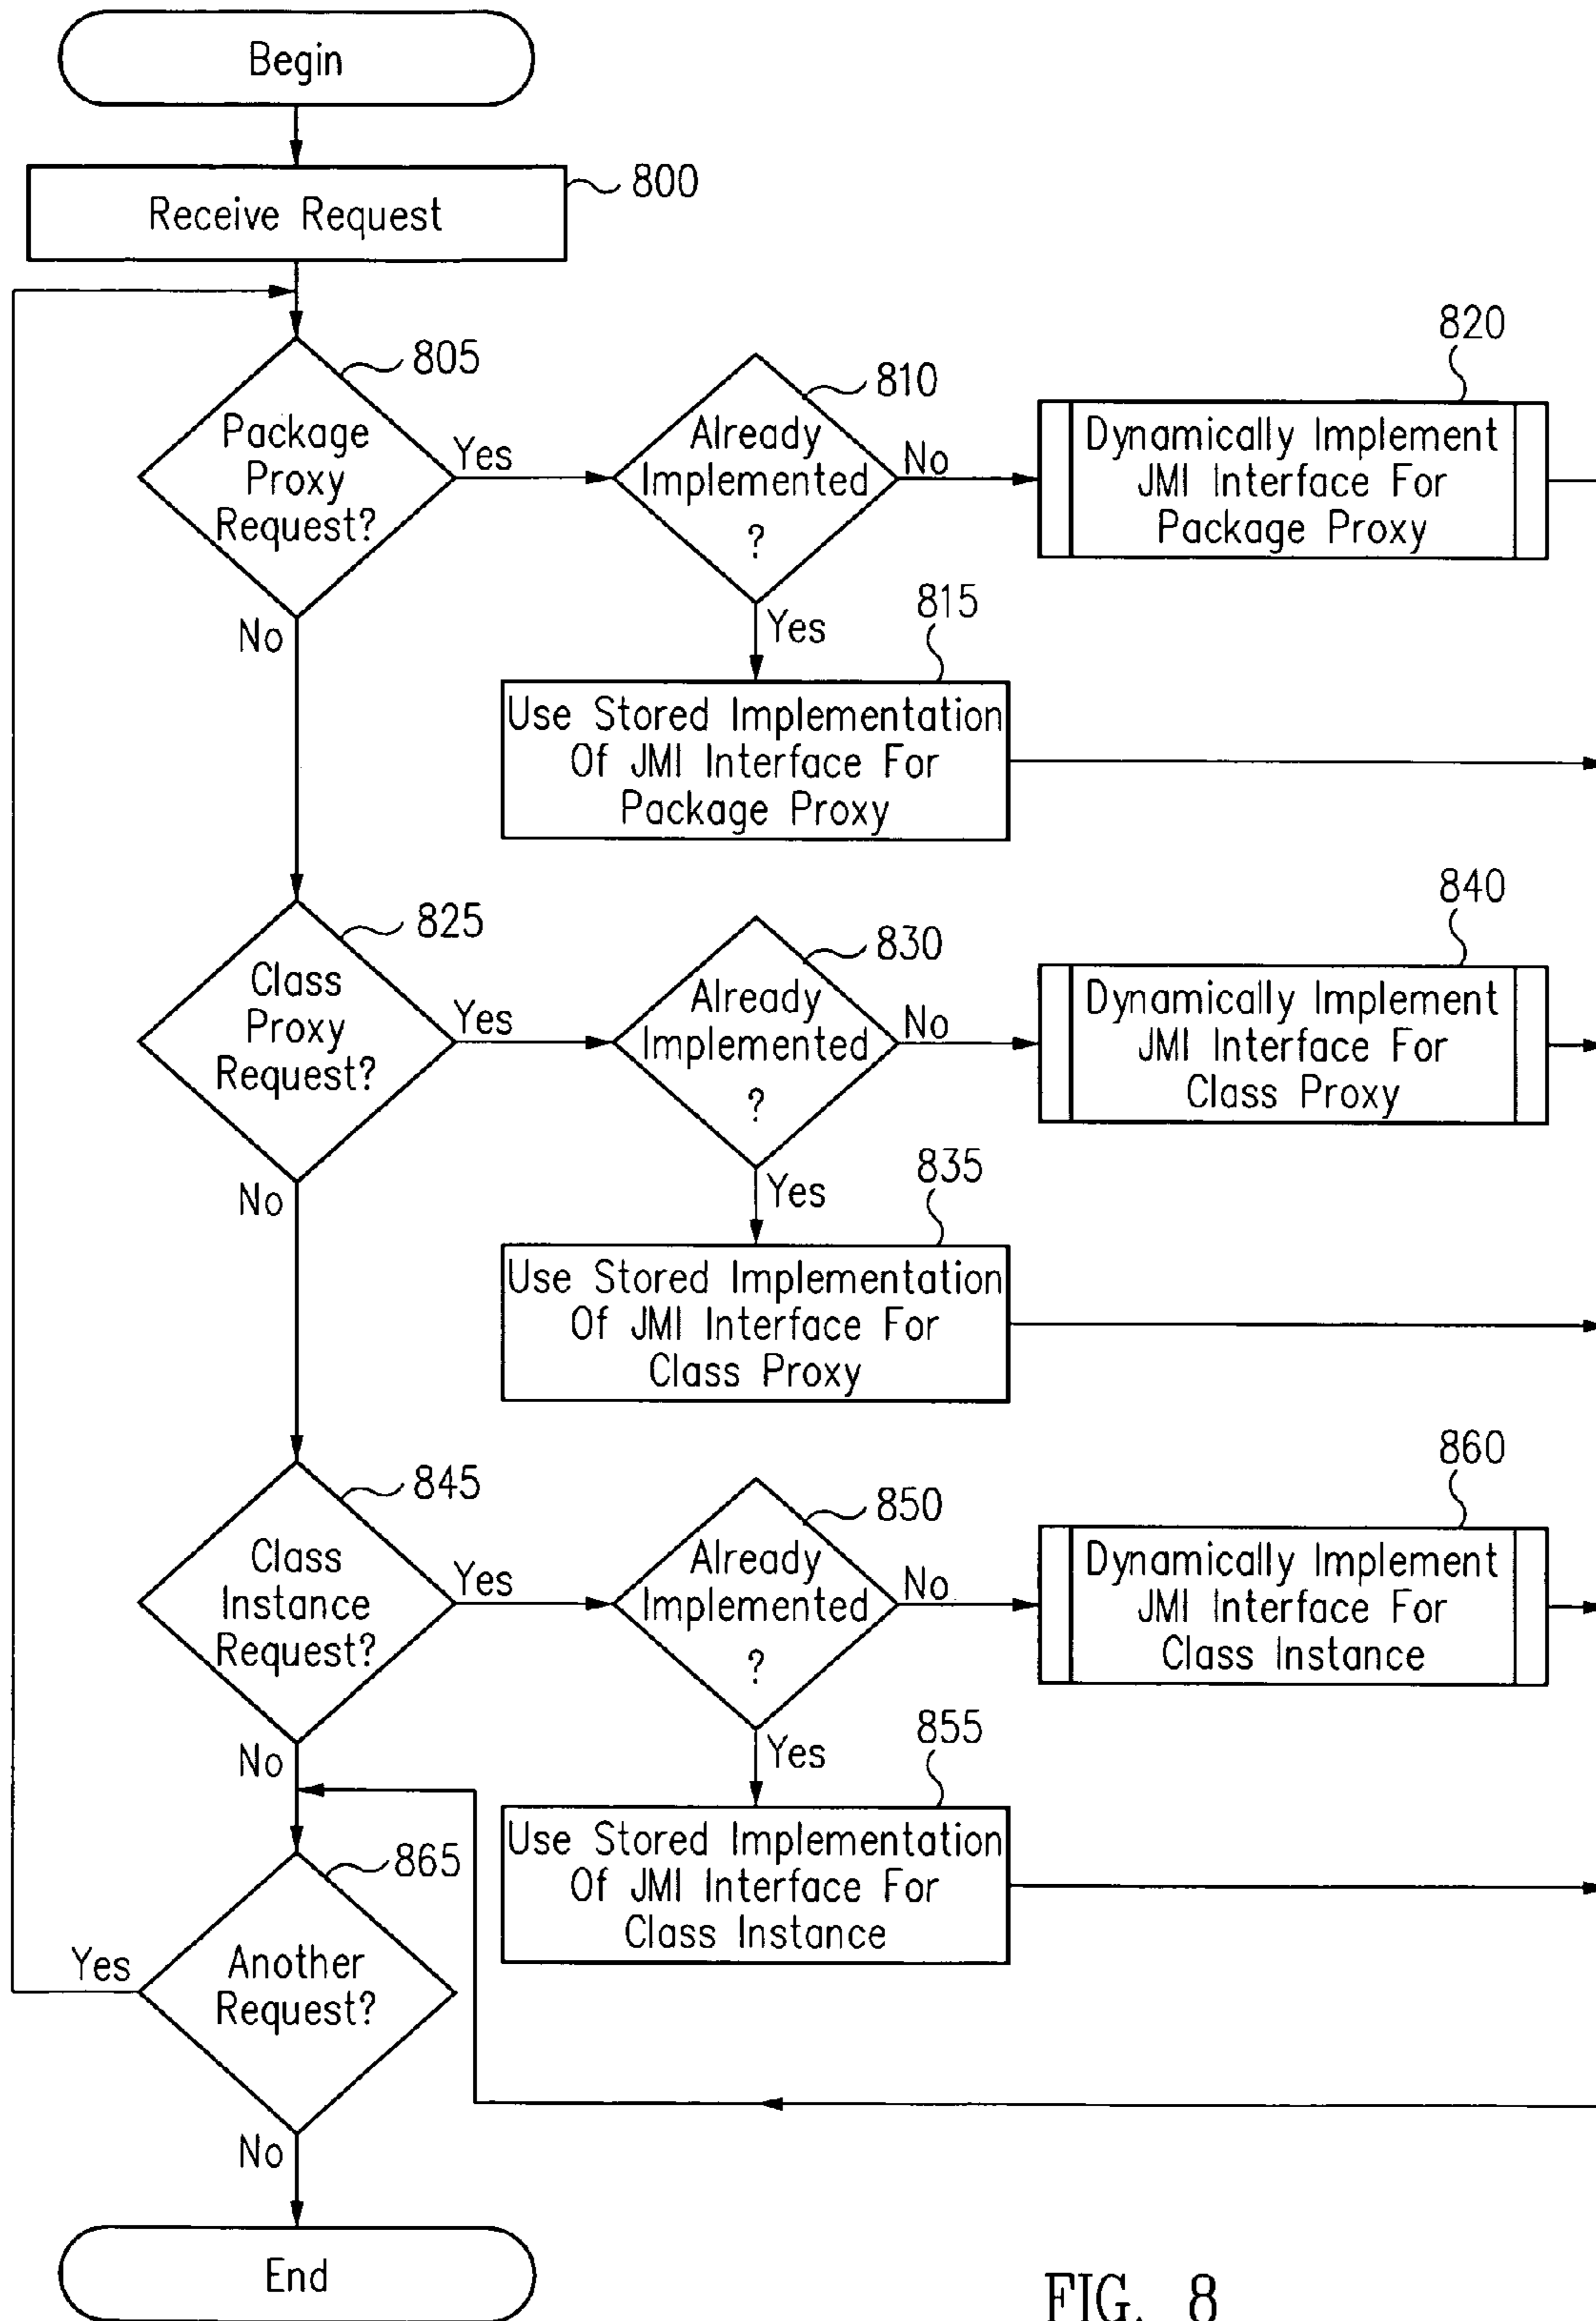 Begin
Receive Request
800
805
Package
Proxy
Request?
Yes
No
810
Already
Implemented
?
No
Yes
820
Dynamically Implement
JMI Interface For
Package Proxy
815
Use Stored Implementation
Of JMI Interface For
Package Proxy
825
Class
Proxy
Request?
Yes
No
830
Already
Implemented
?
No
Yes
840
Dynamically Implement
JMI Interface For
Class Proxy
835
Use Stored Implementation
Of JMI Interface For
Class Proxy
845
Class
Instance
Request?
Yes
No
850
Already
Implemented
?
No
Yes
860
Dynamically Implement
JMI Interface For
Class Instance
855
Use Stored Implementation
Of JMI Interface For
Class Instance
865
Another
Request?
Yes
No
End
FIG. 8